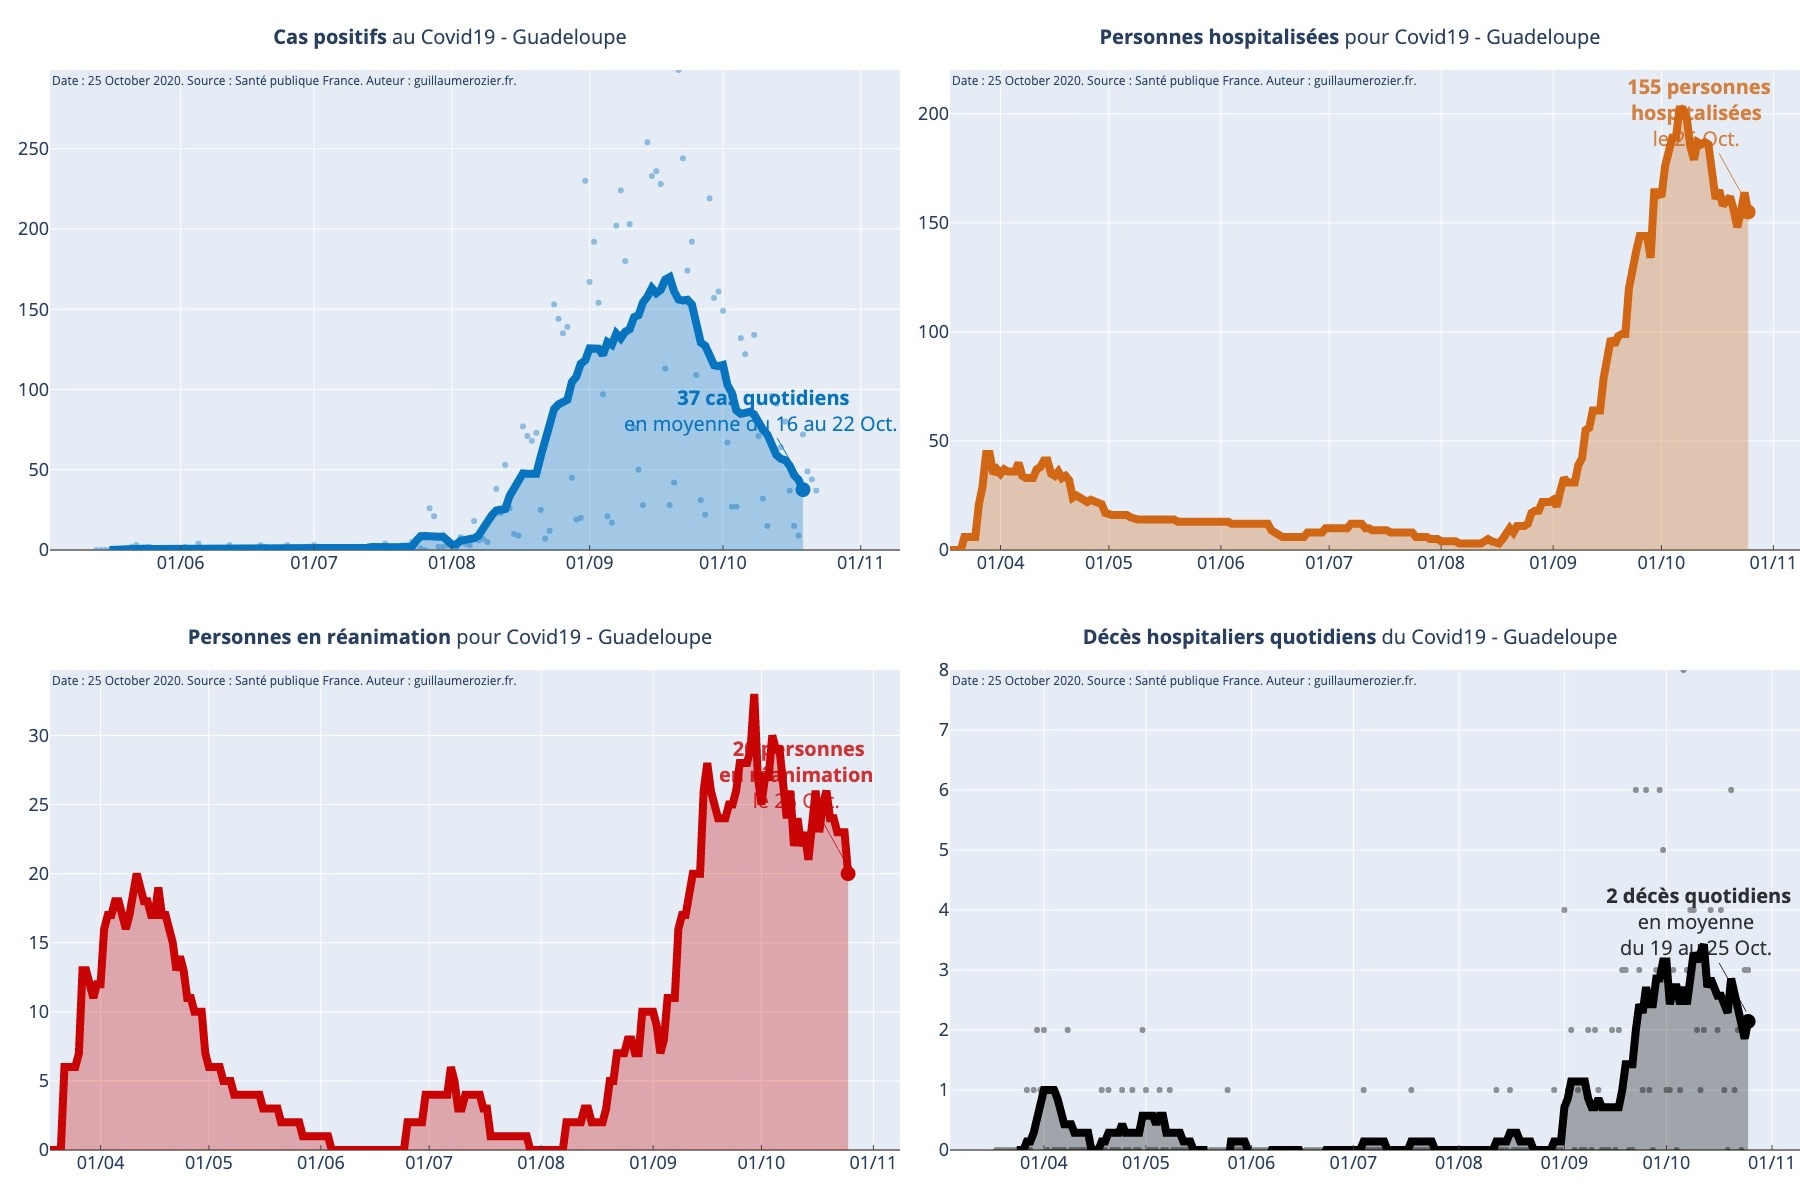 Cas positifs au Covid19 - Guadeloupe
Date : 25 October 2020. Source : Santé publique France. Auteur : guillaumerozier.fr.
250
200
150
100
50
0
37 cas quotidiens
en moyenne du 16 au 22 Oct.
01/06 01/07 01/08 01/09 01/10 01/11
Personnes hospitalisées pour Covid19 - Guadeloupe
Date : 25 October 2020. Source : Santé publique France. Auteur : guillaumerozier.fr.
200
150
100
50
0
155 personnes
hospitalisées
le 25 Oct.
01/04 01/05 01/06 01/07 01/08 01/09 01/10 01/11
Personnes en réanimation pour Covid19 - Guadeloupe
Date : 25 October 2020. Source : Santé publique France. Auteur : guillaumerozier.fr.
30
25
20
15
10
5
0
20 personnes
en réanimation
le 25 Oct.
01/04 01/05 01/06 01/07 01/08 01/09 01/10 01/11
Décès hospitaliers quotidiens du Covid19 - Guadeloupe
Date : 25 October 2020. Source : Santé publique France. Auteur : guillaumerozier.fr.
8
7
6
5
4
3
2
1
0
2 décès quotidiens
en moyenne
du 19 au 25 Oct.
01/04 01/05 01/06 01/07 01/08 01/09 01/10 01/11